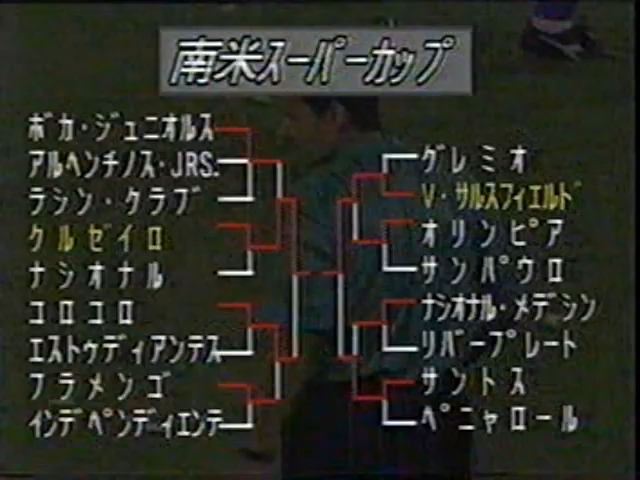 南米スーパーカップ
ボカ・ジュニオルス
アルヘンチノス・JRS.
ラシン・クラブ
クルゼイロ
ナシオナル
コロコロ
エストゥディアンテス
フラメンゴ
インデペンディエンテ
グレミオ
V・サルスフィエルド
オリンピア
サンパウロ
ナシオナル・メデシン
リバープレート
サントス
ペニャロール